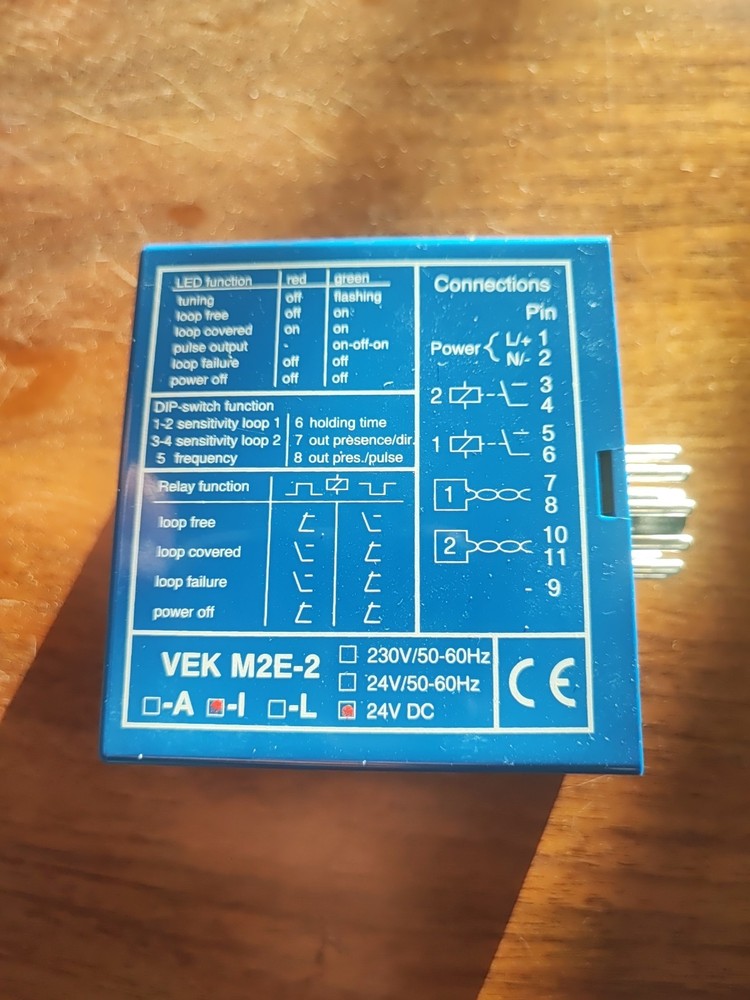 LED function red green
tuning off flashing
loop free off on
loop covered on on
pulse output - on-off-on
loop failure off off
power off off off
DIP-switch function
1-2 sensitivity loop 1 6 holding time
3-4 sensitivity loop 2 7 out presence/dir.
5 frequency 8 out pres./pulse
Relay function
loop free
loop covered
loop failure
power off
Connections
Pin
Power L/+ 1
N/- 2
2 3
4
1 5
6
1 7
8
2 10
11
- 9
VEK M2E-2
-A -I -L
230V/50-60Hz
24V/50-60Hz
24V DC
CE